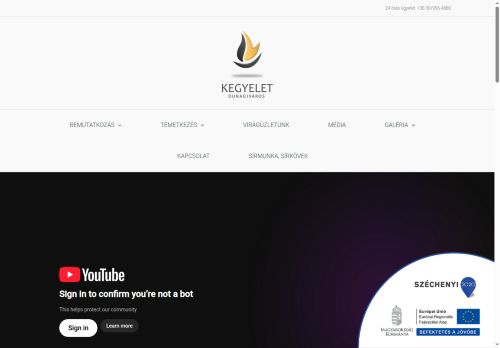 24 órás ügyelet: +36 30/956 4880
KEGYELET
DUNAÚJVÁROS
BEMUTATKOZÁS
TEMETKEZÉS
VIRÁGÜZLETÜNK
MÉDIA
GALÉRIA
KAPCSOLAT
SÍRMUNKA, SÍRKÖVEK
YouTube
Sign in to confirm you're not a bot
This helps protect our community
Sign in
Learn more
SZÉCHENYI 2020
MAGYARORSZÁG
KORMÁNYA
Európai Unió
Európai Regionális
Fejlesztési Alap
BEFEKTETÉS A JÖVŐBE